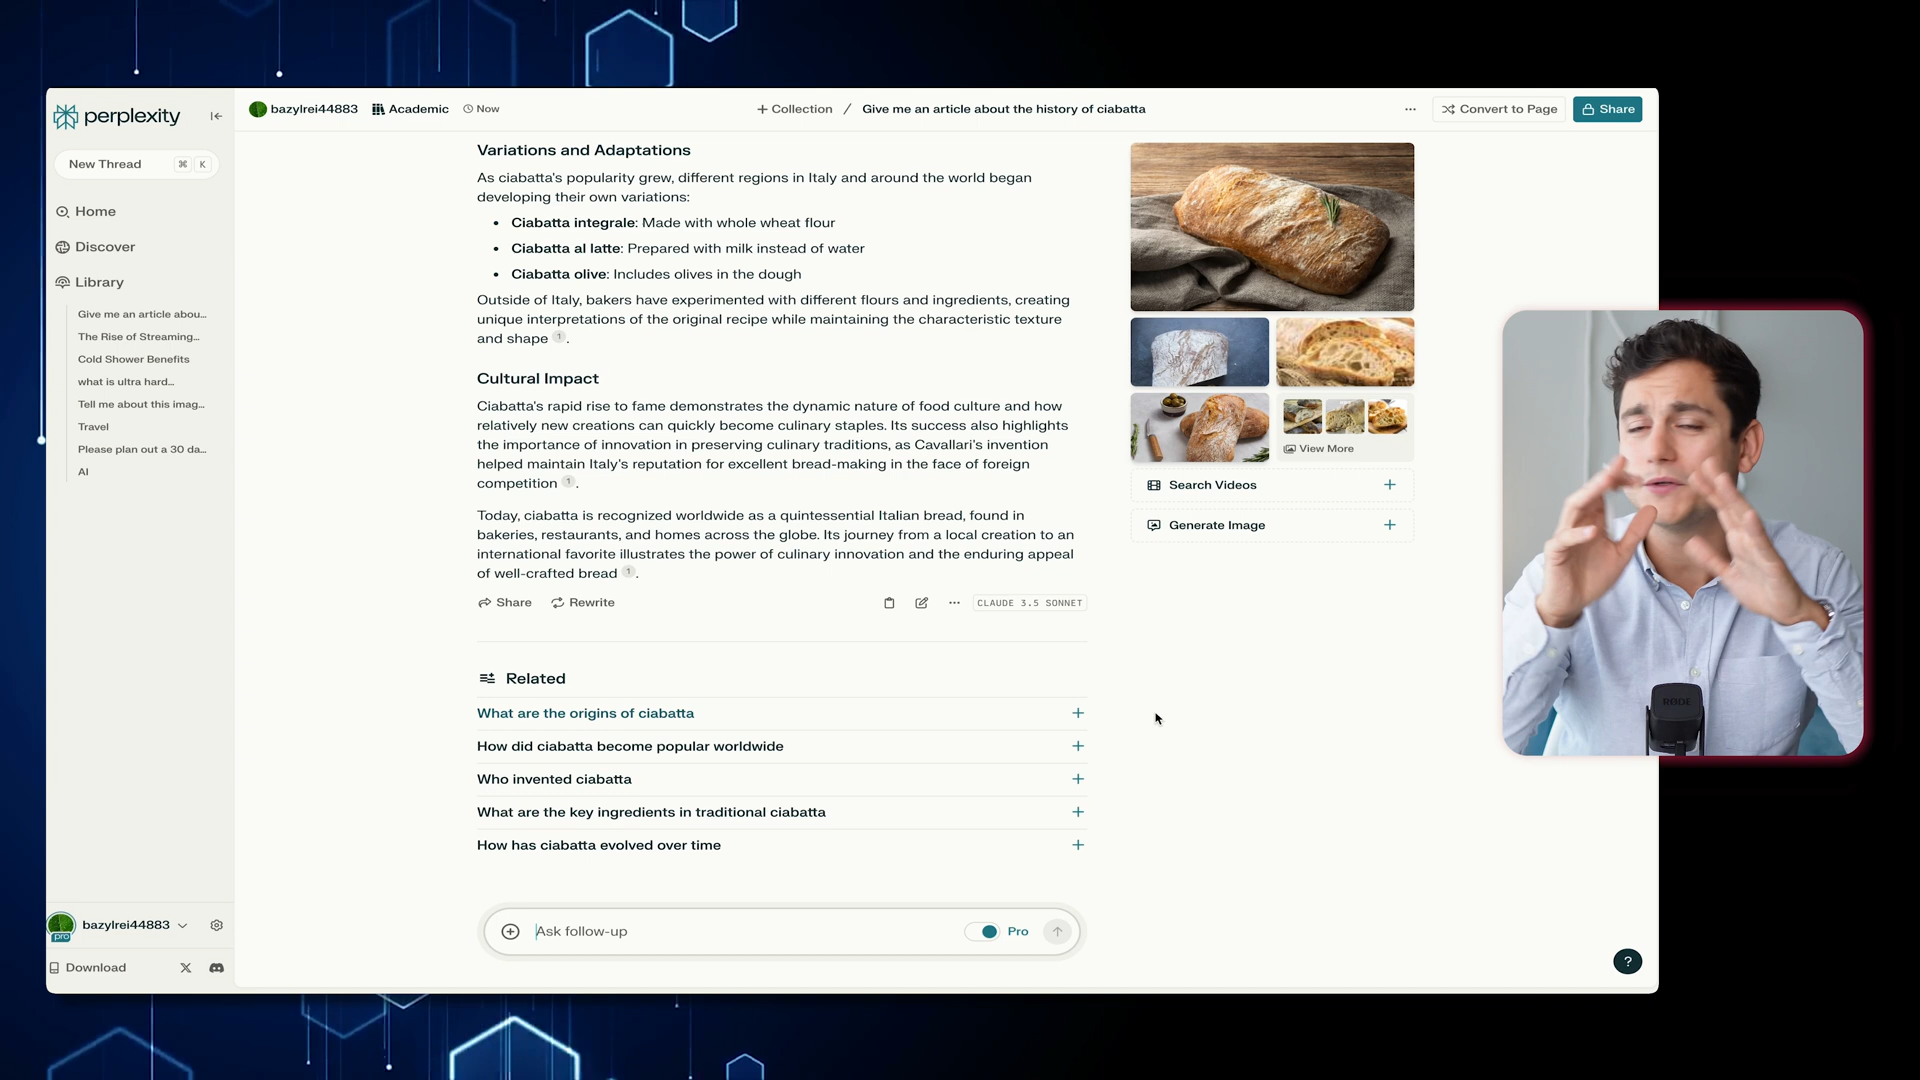 perplexity
New Thread ⌘ K
Home
Discover
Library
Give me an article abou...
The Rise of Streaming...
Cold Shower Benefits
what is ultra hard...
Tell me about this imag...
Travel
Please plan out a 30 da...
AI
bazylrei44883
pro
Download
bazylrei44883 Academic Now
+ Collection / Give me an article about the history of ciabatta
Convert to Page
Share
Variations and Adaptations
As ciabatta's popularity grew, different regions in Italy and around the world began
developing their own variations:
• Ciabatta integrale: Made with whole wheat flour
• Ciabatta al latte: Prepared with milk instead of water
• Ciabatta olive: Includes olives in the dough
Outside of Italy, bakers have experimented with different flours and ingredients, creating
unique interpretations of the original recipe while maintaining the characteristic texture
and shape 1.
Cultural Impact
Ciabatta's rapid rise to fame demonstrates the dynamic nature of food culture and how
relatively new creations can quickly become culinary staples. Its success also highlights
the importance of innovation in preserving culinary traditions, as Cavallari's invention
helped maintain Italy's reputation for excellent bread-making in the face of foreign
competition 1.
Today, ciabatta is recognized worldwide as a quintessential Italian bread, found in
bakeries, restaurants, and homes across the globe. Its journey from a local creation to an
international favorite illustrates the power of culinary innovation and the enduring appeal
of well-crafted bread 1.
Share Rewrite
CLAUDE 3.5 SONNET
Related
What are the origins of ciabatta
How did ciabatta become popular worldwide
Who invented ciabatta
What are the key ingredients in traditional ciabatta
How has ciabatta evolved over time
Ask follow-up
Pro
View More
Search Videos
Generate Image
?
RØDE